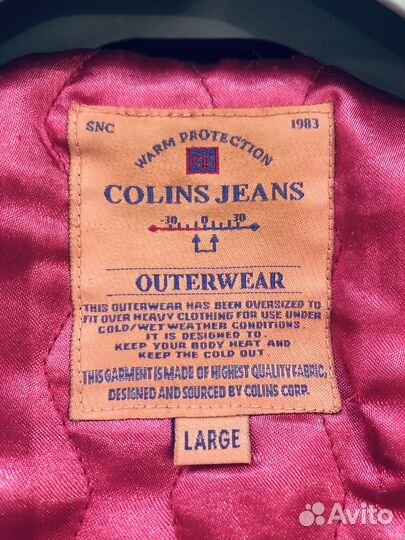 SNC 1983
WARM PROTECTION
COLINS JEANS
-30 0 30
OUTERWEAR
THIS OUTERWEAR HAS BEEN OVERSIZED TO
FIT OVER HEAVY CLOTHING FOR USE UNDER
COLD/WET WEATHER CONDITIONS.
IT IS DESIGNED TO
KEEP YOUR BODY HEAT AND
KEEP THE COLD OUT
THIS GARMENT IS MADE OF HIGHEST QUALITY FABRIC,
DESIGNED AND SOURCED BY COLINS CORP.
LARGE
Avito